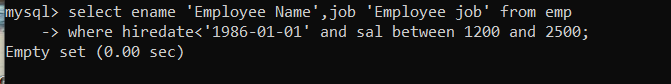 mysql> select ename 'Employee Name',job 'Employee job' from emp
-> where hiredate<'1986-01-01' and sal between 1200 and 2500;
Empty set (0.00 sec)